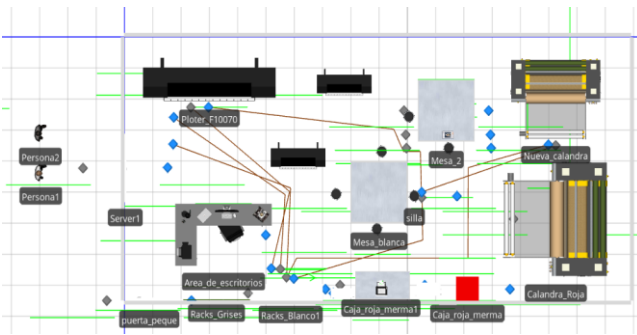 Ploter_F10070
Persona2
Mesa_2
Nueva_calandra
Persona1
Server1
silla
Mesa_blanca
Area_de_escritorios
Calandra_Roja
puerta_peque
Racks_Grises
Racks_Blanco1
Caja_roja_merma1
Caja_roja_merma